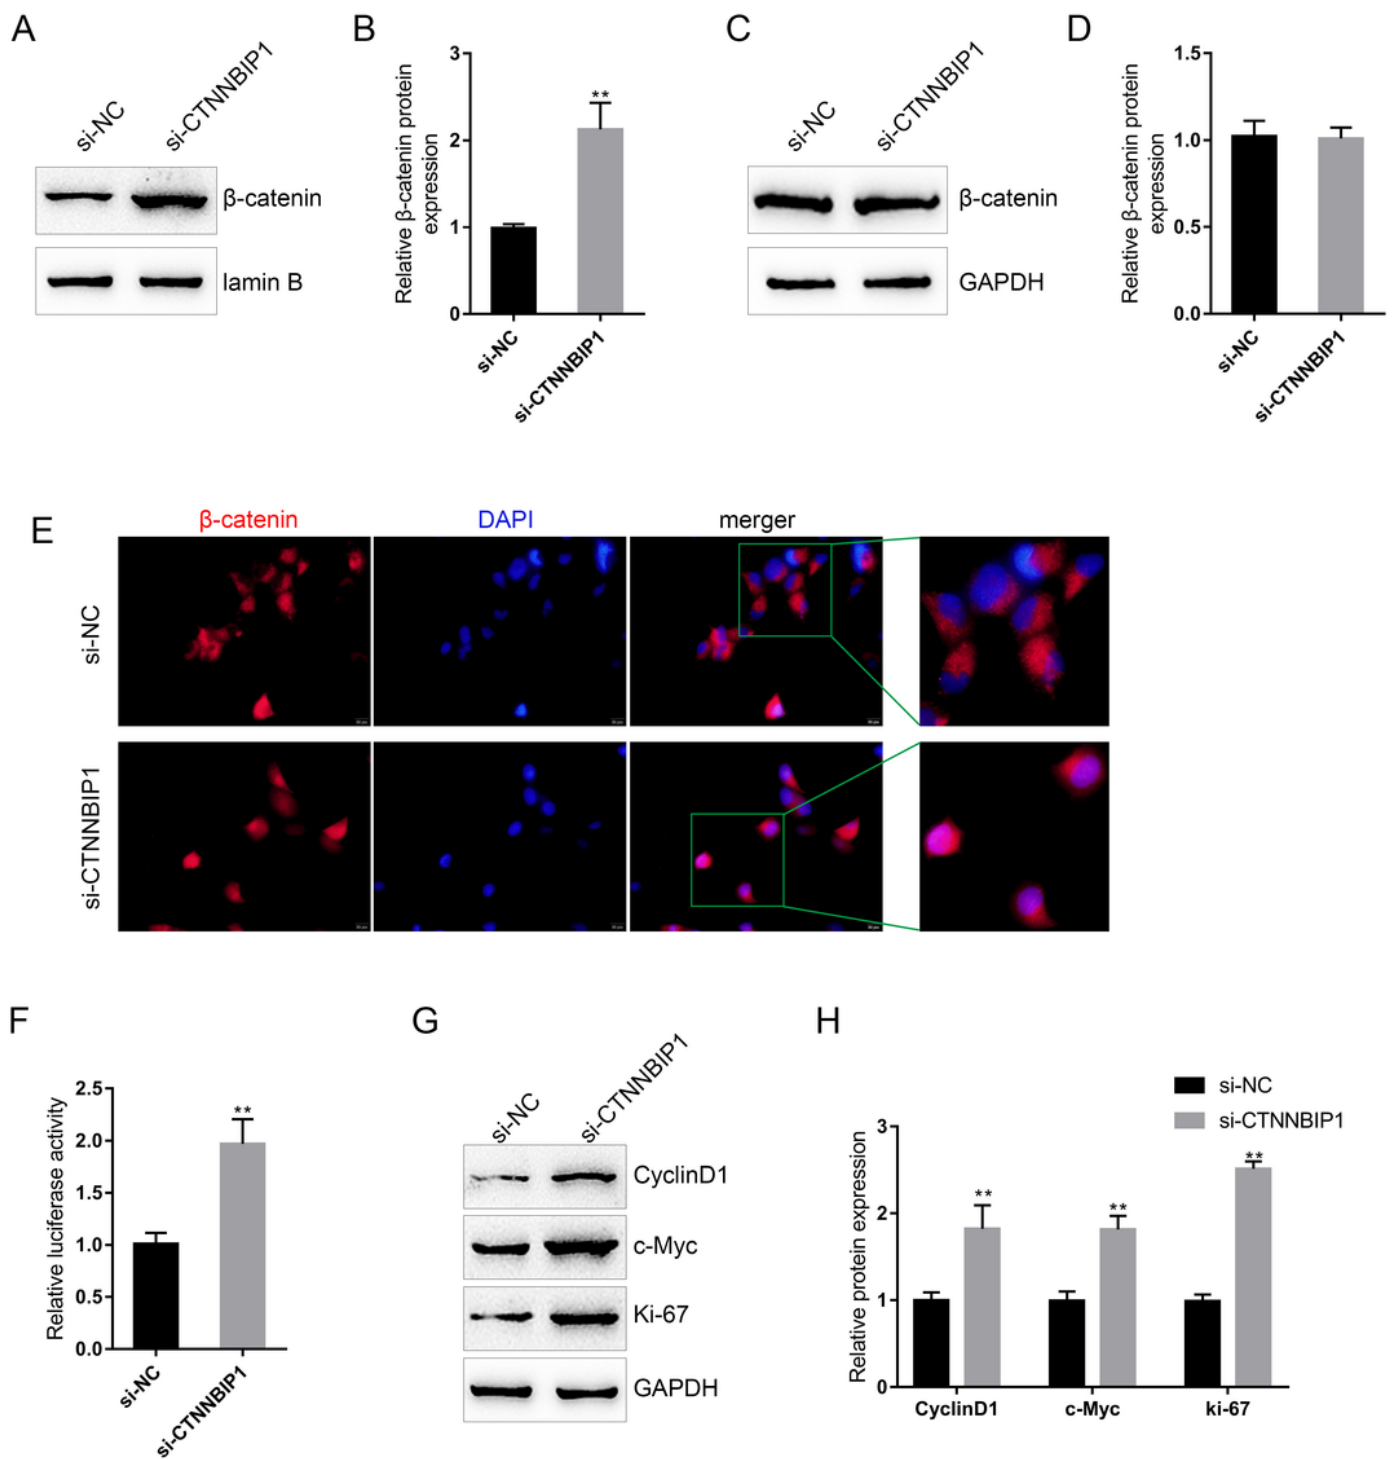 A
si-NC
si-CTNNBIP1
β-catenin
lamin B
B
Relative β-catenin protein
expression
3
2
1
0
**
si-NC
si-CTNNBIP1
C
si-NC
si-CTNNBIP1
β-catenin
GAPDH
D
Relative β-catenin protein
expression
1.5
1.0
0.5
0.0
si-NC
si-CTNNBIP1
E
β-catenin
DAPI
merger
si-NC
si-CTNNBIP1
F
Relative luciferase activity
2.5
2.0
1.5
1.0
0.5
0.0
**
si-NC
si-CTNNBIP1
G
si-NC
si-CTNNBIP1
CyclinD1
c-Myc
Ki-67
GAPDH
H
si-NC
si-CTNNBIP1
Relative protein expression
3
2
1
0
**
**
**
CyclinD1
c-Myc
ki-67